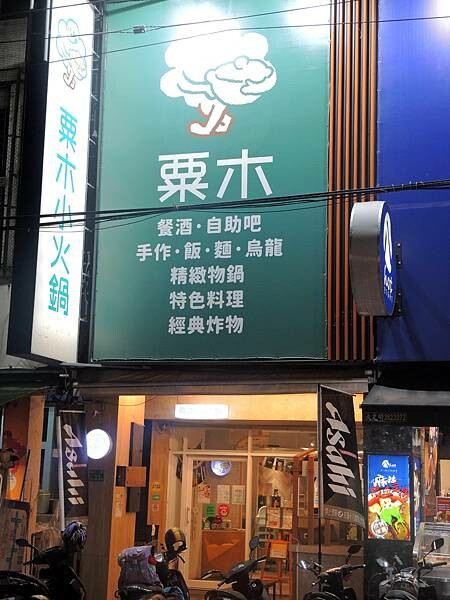 粟木小火鍋
粟木
餐酒·自助吧
手作·飯·麵·烏龍
精緻物鍋
特色料理
經典炸物
Asahi
Asahi